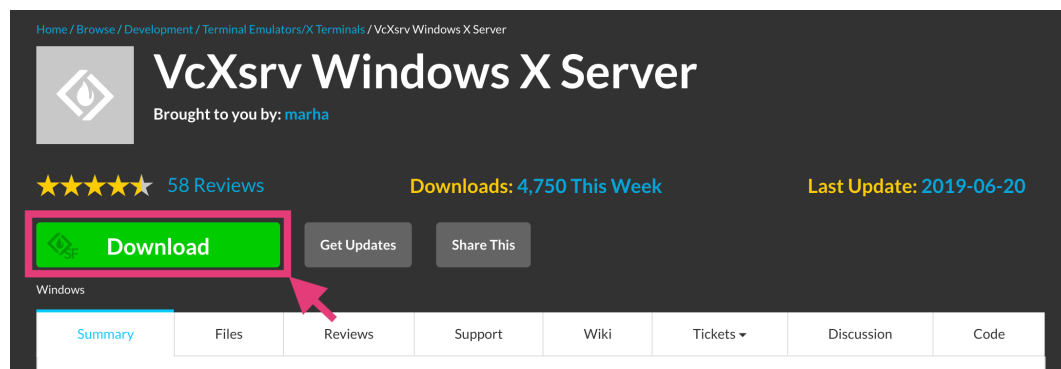 Home / Browse / Development / Terminal Emulators/X Terminals / VcXsrv Windows X Server
VcXsrv Windows X Server
Brought to you by: marha
58 Reviews
Downloads: 4,750 This Week
Last Update: 2019-06-20
SF
Download
Get Updates
Share This
Windows
Summary
Files
Reviews
Support
Wiki
Tickets
Discussion
Code